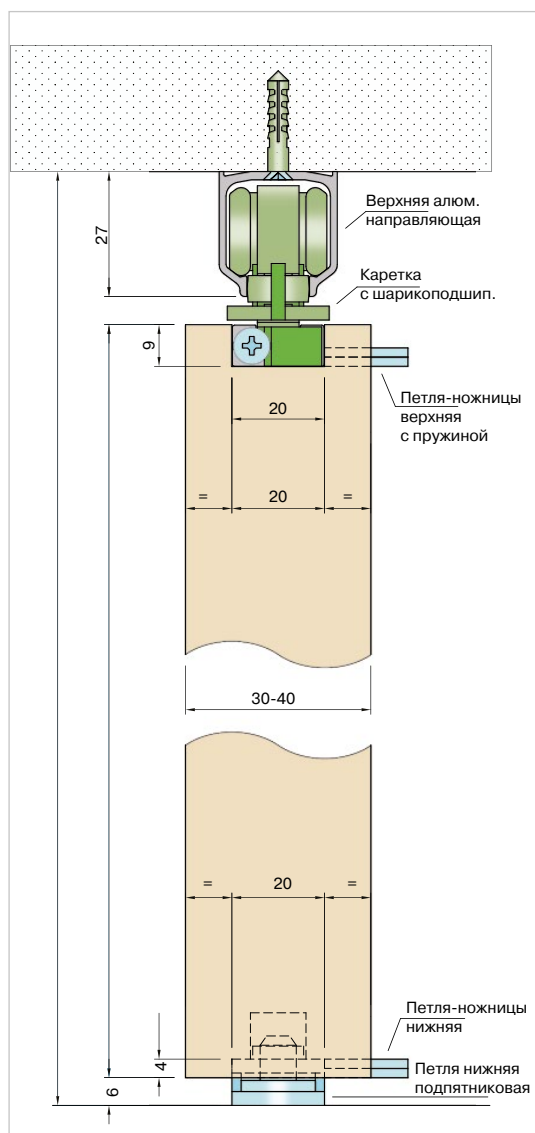 27
Верхняя алюм.
направляющая
Каретка
с шарикоподшип.
9
Петля-ножницы
верхняя
с пружиной
20
= 20 =
30-40
= 20 =
Петля-ножницы
нижняя
4
Петля нижняя
подпятниковая
6